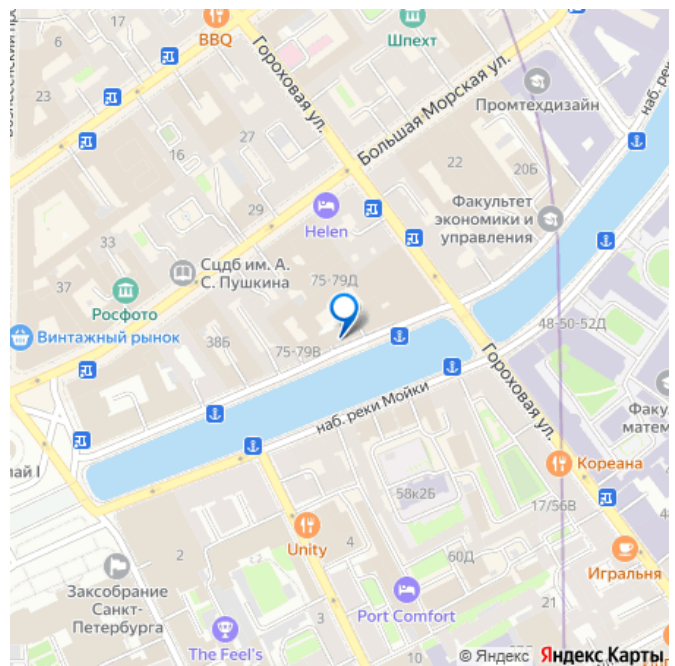 6
17
BBQ
Шпехт
23
Гороховая ул.
Большая Морская ул.
Промтехдизайн
наб. рек
27
16
22
20Б
Факультет
экономики и
управления
29
Helen
33
Сцдб им. А.
С. Пушкина
75-79Д
37
Росфото
Винтажный рынок
38Б
75-79В
48-50-52Д
Гороховая ул.
наб. реки Мойки
Факу
матем
лай I
Кореана
58к2Б
17/56В
Unity
4
2
60Д
Игральня
Заксобрание
Санкт-
Петербурга
Port Comfort
21
3
The Feel's
10
© Яндекс Яндекс Карты